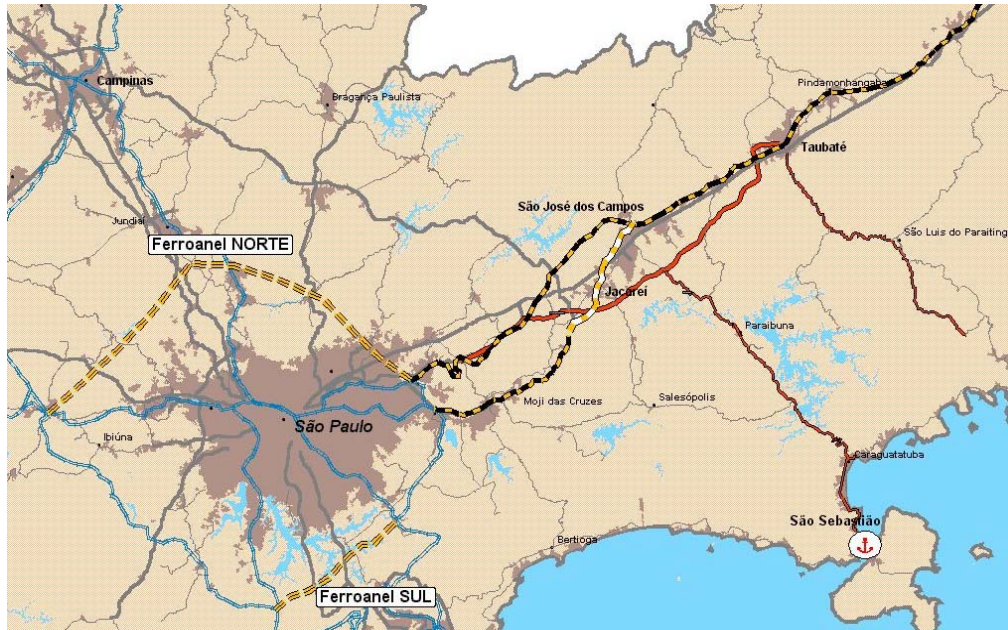 Campinas
Bragança Paulista
Pindamonhangaba
Taubaté
São José dos Campos
São Luis do Paraiting
Jundiaí
Ferroanel NORTE
Jacareí
Paraibuna
Moji das Cruzes
Salesópolis
São Paulo
Ibiúna
Caraguatatuba
São Sebastião
Bertioga
Ferroanel SUL